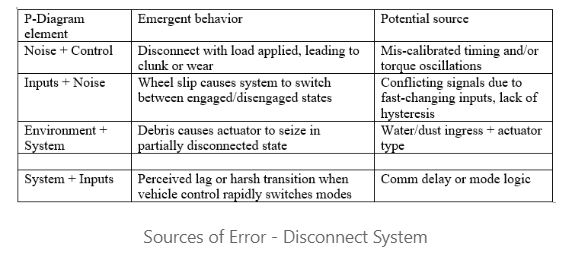 P-Diagram element Emergent behavior Potential source
Noise + Control Disconnect with load applied, leading to clunk or wear Mis-calibrated timing and/or torque oscillations
Inputs + Noise Wheel slip causes system to switch between engaged/disengaged states Conflicting signals due to fast-changing inputs, lack of hysteresis
Environment + System Debris causes actuator to seize in partially disconnected state Water/dust ingress + actuator type
System + Inputs Perceived lag or harsh transition when vehicle control rapidly switches modes Comm delay or mode logic
Sources of Error - Disconnect System